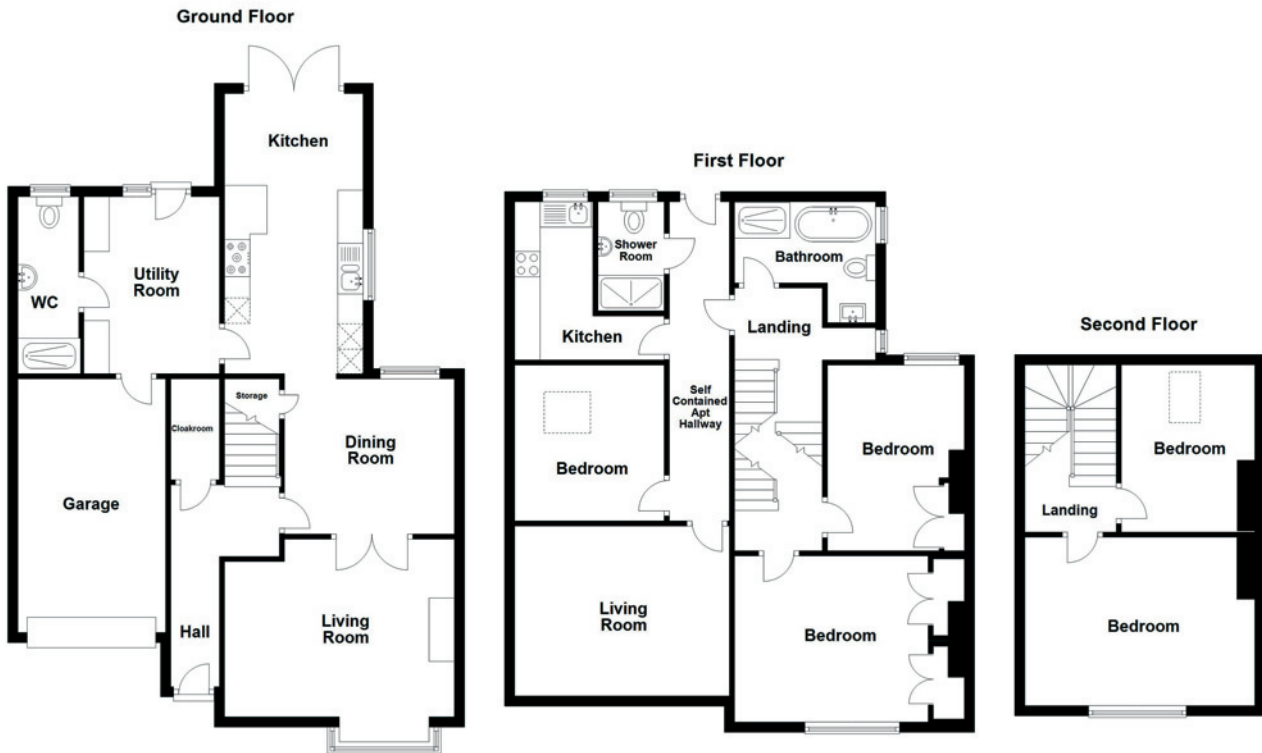 Ground Floor
Kitchen
Utility
Room
WC
Storage
Cloakroom
Dining
Room
Garage
Hall
Living
Room
First Floor
Shower
Room
Bathroom
Kitchen
Landing
Self
Contained
Apt
Hallway
Bedroom
Bedroom
Living
Room
Bedroom
Second Floor
Bedroom
Landing
Bedroom